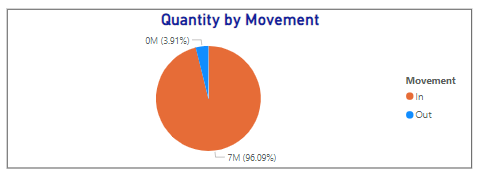 Quantity by Movement
0M (3.91%)
Movement
In
Out
7M (96.09%)